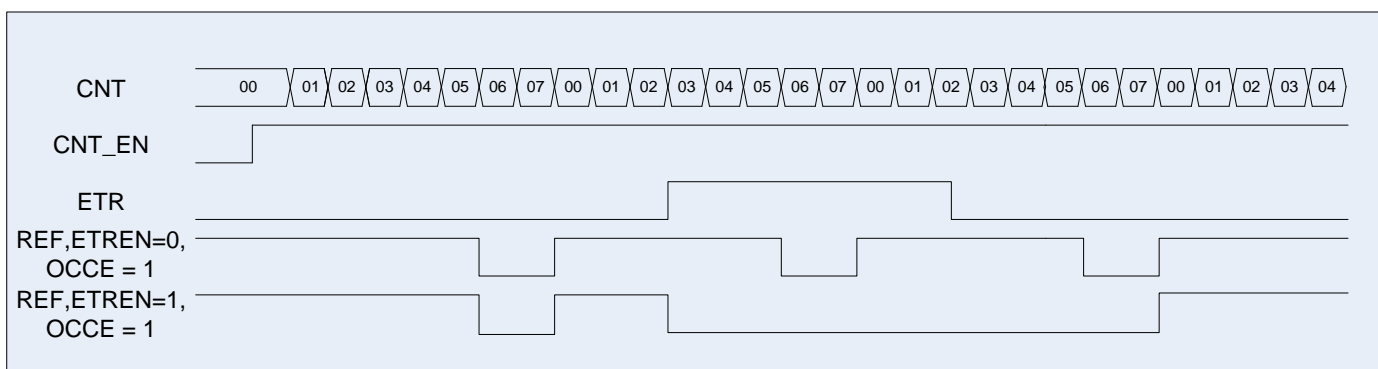 CNT 00 01 02 03 04 05 06 07 00 01 02 03 04 05 06 07 00 01 02 03 04 05 06 07 00 01 02 03 04
CNT_EN
ETR
REF,ETREN=0,
OCCE = 1
REF,ETREN=1,
OCCE = 1